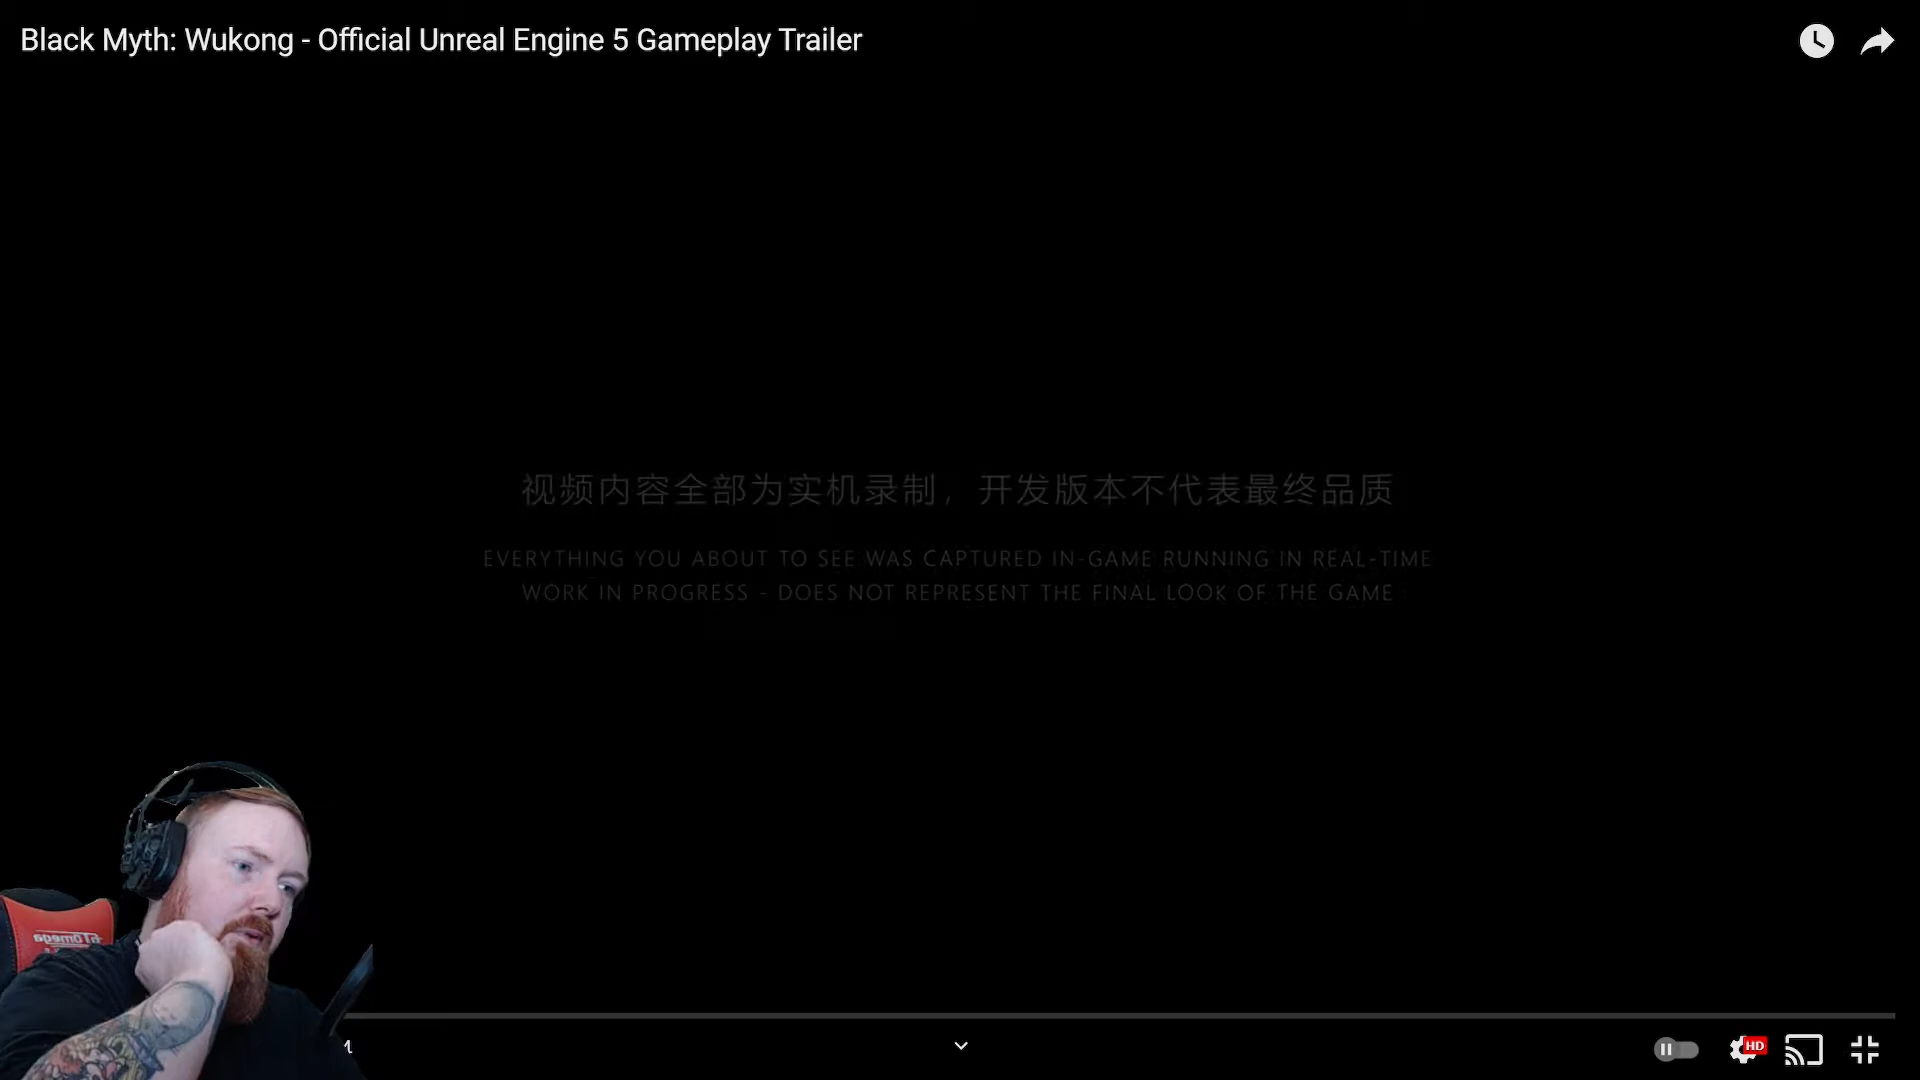 Black Myth: Wukong - Official Unreal Engine 5 Gameplay Trailer
视频内容全部为实机录制，开发版本不代表最终品质
EVERYTHING YOU ABOUT TO SEE WAS CAPTURED IN-GAME RUNNING IN REAL-TIME
WORK IN PROGRESS - DOES NOT REPRESENT THE FINAL LOOK OF THE GAME
HD